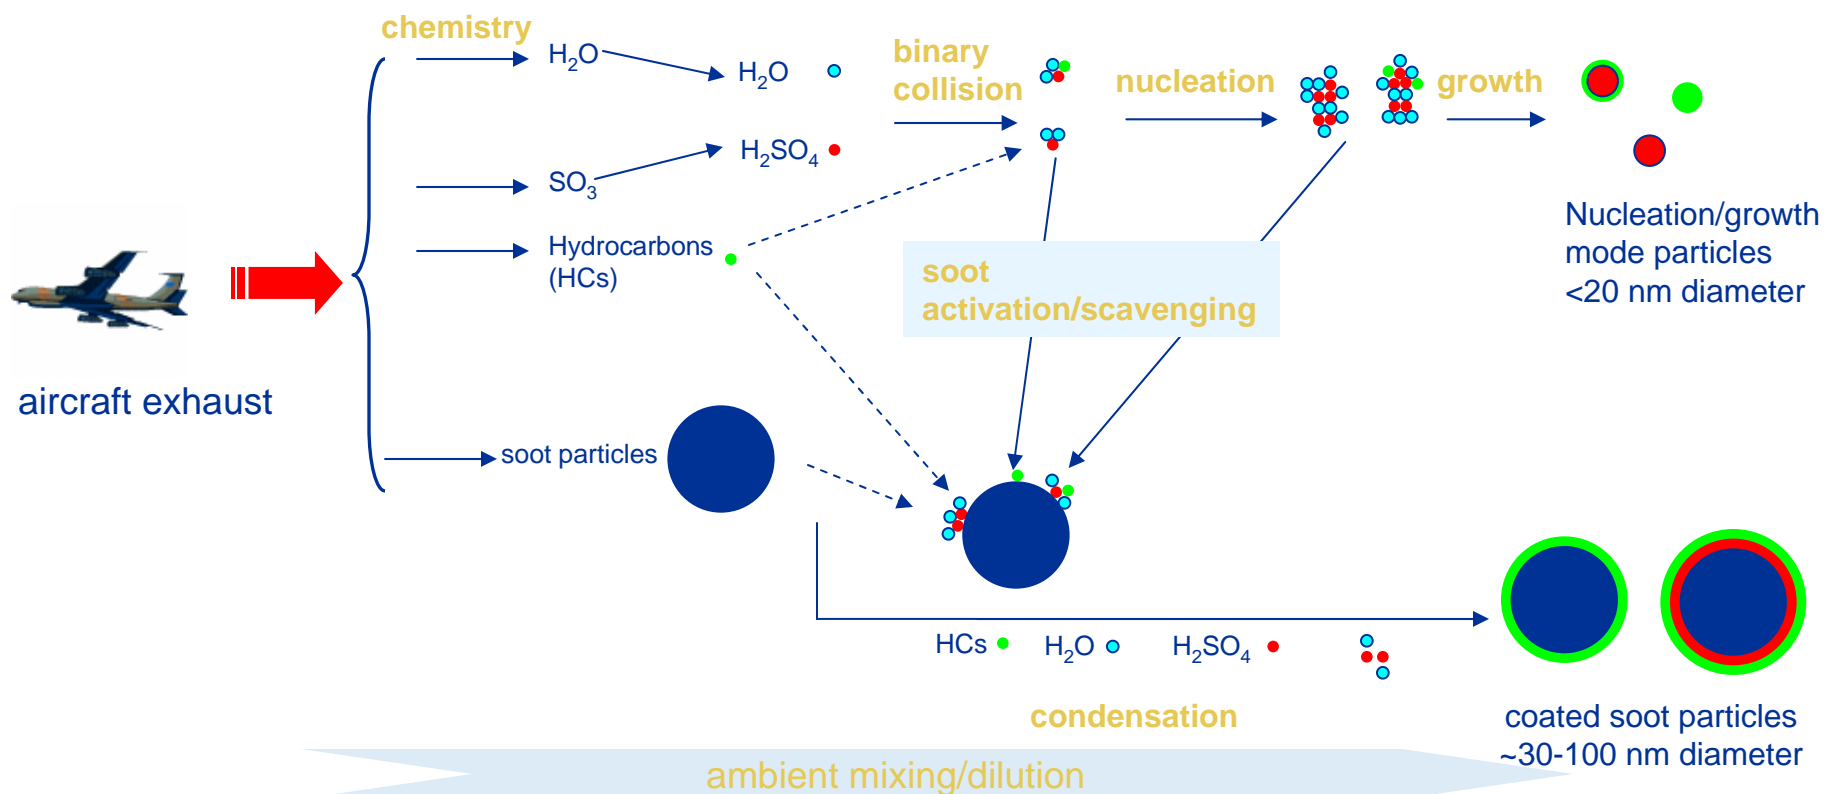 chemistry
H₂O
H₂O
binary
collision
nucleation
growth
H₂SO₄
SO₃
Hydrocarbons
(HCs)
soot
activation/scavenging
Nucleation/growth
mode particles
<20 nm diameter
aircraft exhaust
soot particles
HCs
H₂O
H₂SO₄
condensation
coated soot particles
~30-100 nm diameter
ambient mixing/dilution